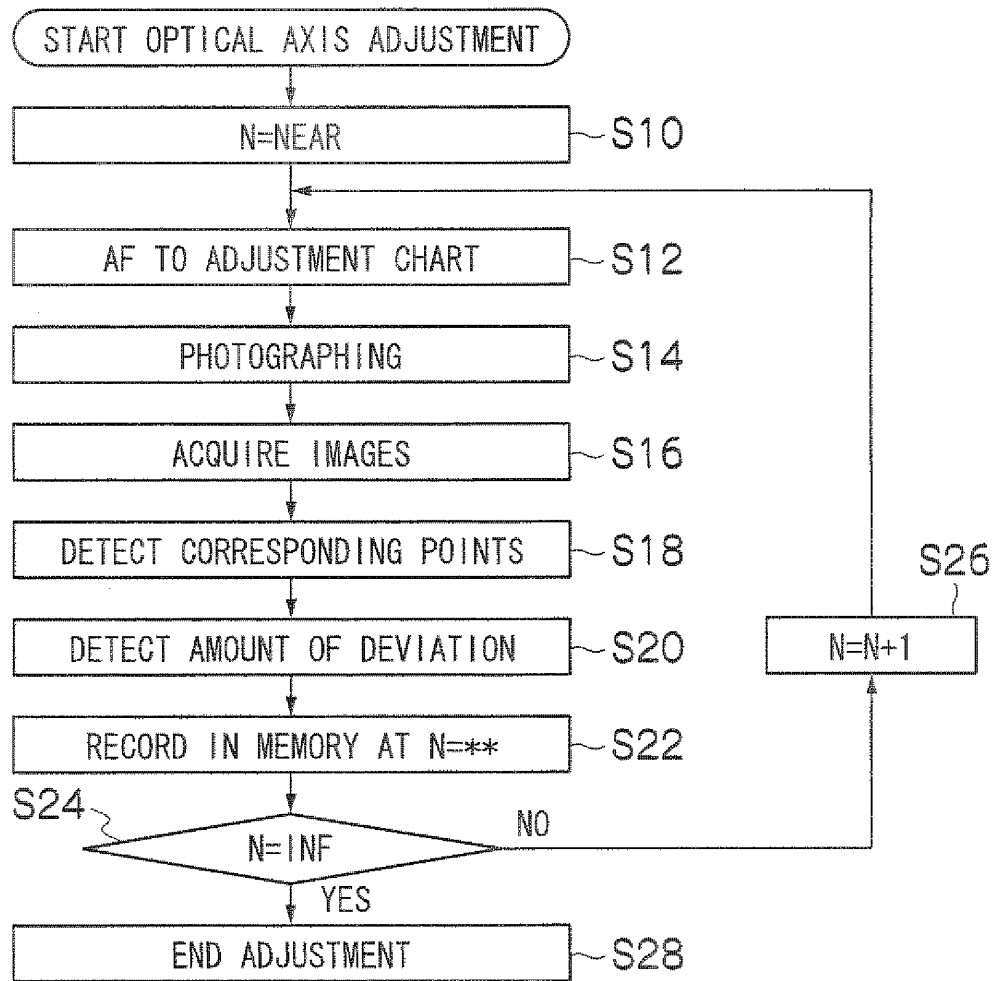 START OPTICAL AXIS ADJUSTMENT
N=NEAR
S10
AF TO ADJUSTMENT CHART
S12
PHOTOGRAPHING
S14
ACQUIRE IMAGES
S16
DETECT CORRESPONDING POINTS
S18
DETECT AMOUNT OF DEVIATION
S20
S26
N=N+1
RECORD IN MEMORY AT N=**
S22
S24
N=INF
NO
YES
END ADJUSTMENT
S28